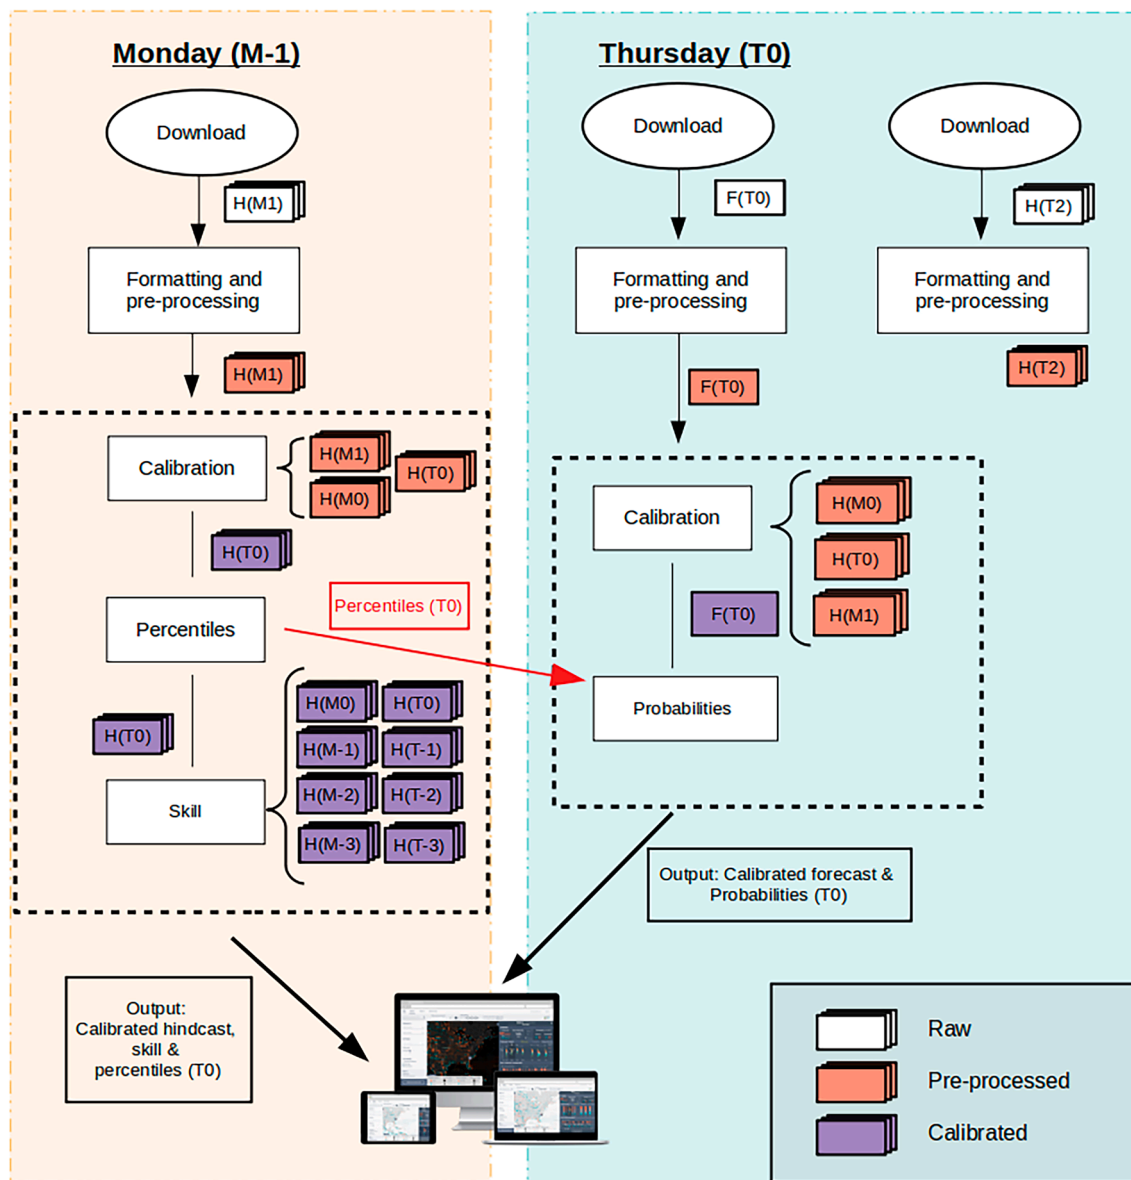 Monday (M-1)
Download
H(M1)
Formatting and
pre-processing
H(M1)
Calibration
H(M1)
H(M0)
H(T0)
H(T0)
Percentiles
Percentiles (T0)
H(T0)
Skill
H(M0)
H(T0)
H(M-1)
H(T-1)
H(M-2)
H(T-2)
H(M-3)
H(T-3)
Output:
Calibrated hindcast,
skill &
percentiles (T0)
Thursday (T0)
Download
F(T0)
Formatting and
pre-processing
F(T0)
Calibration
H(M0)
H(T0)
H(M1)
F(T0)
Probabilities
Output: Calibrated forecast &
Probabilities (T0)
Download
H(T2)
Formatting and
pre-processing
H(T2)
Raw
Pre-processed
Calibrated